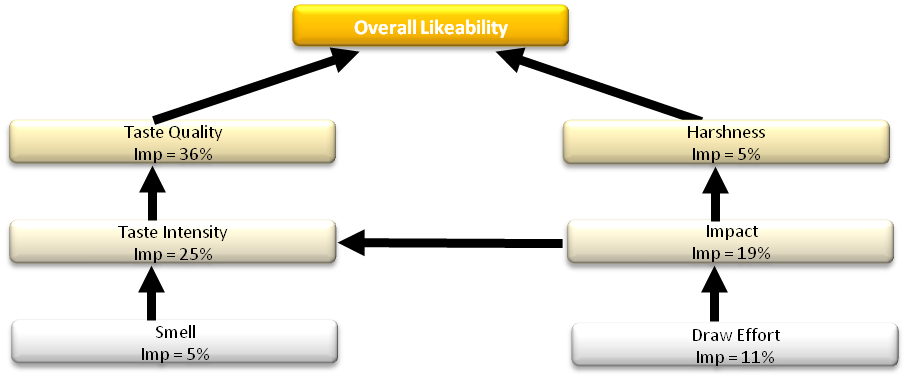 Overall Likeability
Taste Quality
Imp = 36%
Harshness
Imp = 5%
Taste Intensity
Imp = 25%
Impact
Imp = 19%
Smell
Imp = 5%
Draw Effort
Imp = 11%